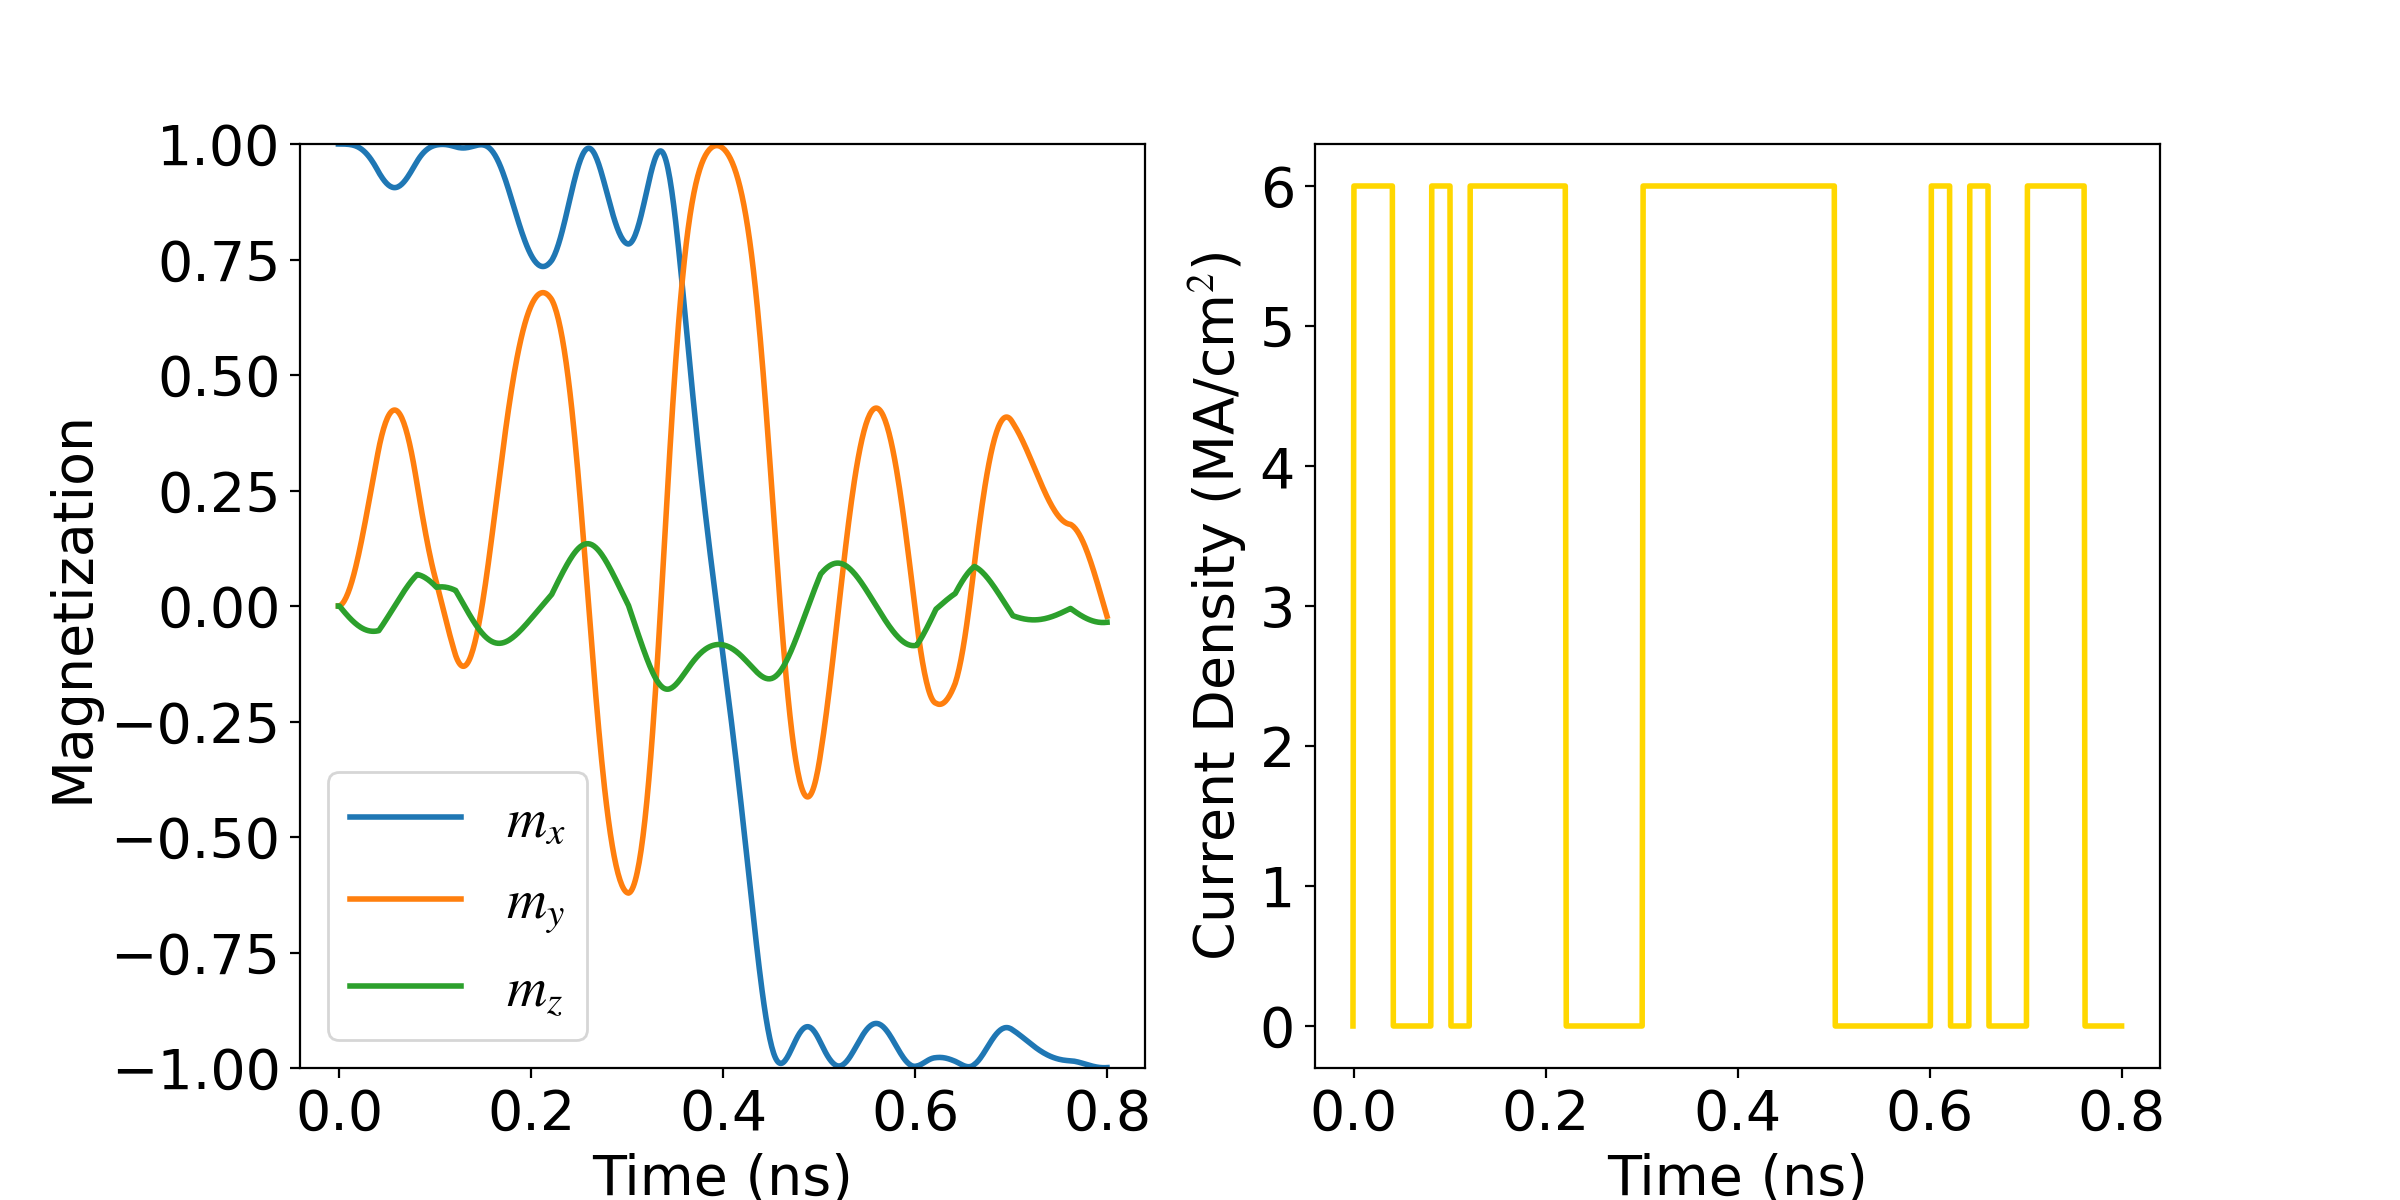 Magnetization
1.00
0.75
0.50
0.25
0.00
−0.25
−0.50
−0.75
−1.00
m_x
m_y
m_z
0.0 0.2 0.4 0.6 0.8
Time (ns)
Current Density (MA/cm²)
6
5
4
3
2
1
0
0.0 0.2 0.4 0.6 0.8
Time (ns)